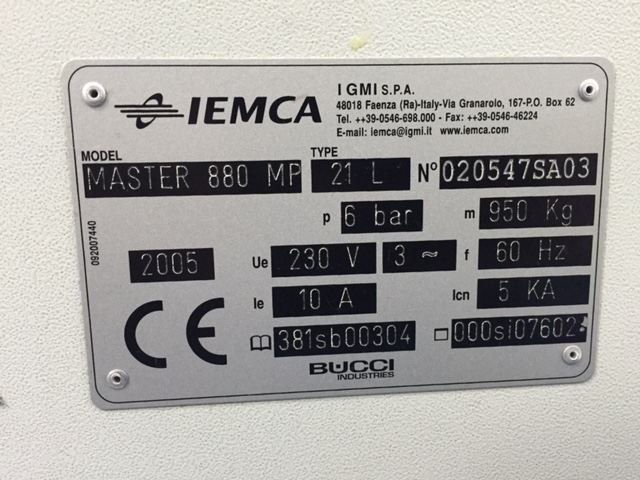 IEMCA
IGMI S.P.A.
48018 Faenza (Ra)-Italy-Via Granarolo, 167-P.O. Box 62
Tel. ++39-0546-698.000 - Fax: ++39-0546-46224
E-mail: iemca@igmi.it www.iemca.com
MODEL TYPE
MASTER 880 MP 21 L N° 020547SA03
p 6 bar m 950 Kg
2005 Ue 230 V 3 ~ f 60 Hz
Ie 10 A Icn 5 KA
CE
381sb00304
BUCCI
INDUSTRIES
092007440